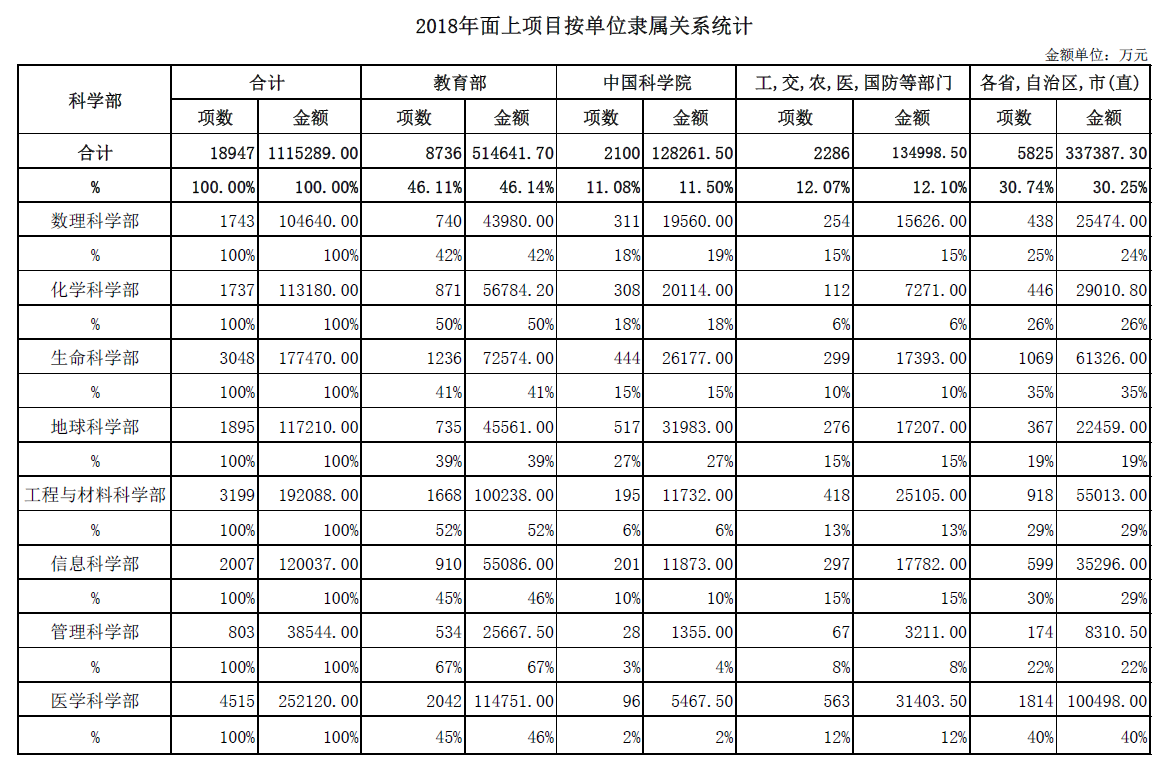 2018年面上项目按单位隶属关系统计
金额单位：万元
科学部 合计 教育部 中国科学院 工,交,农,医,国防等部门 各省,自治区,市(直)
项数 金额 项数 金额 项数 金额 项数 金额 项数 金额
合计 18947 1115289.00 8736 514641.70 2100 128261.50 2286 134998.50 5825 337387.30
% 100.00% 100.00% 46.11% 46.14% 11.08% 11.50% 12.07% 12.10% 30.74% 30.25%
数理科学部 1743 104640.00 740 43980.00 311 19560.00 254 15626.00 438 25474.00
% 100% 100% 42% 42% 18% 19% 15% 15% 25% 24%
化学科学部 1737 113180.00 871 56784.20 308 20114.00 112 7271.00 446 29010.80
% 100% 100% 50% 50% 18% 18% 6% 6% 26% 26%
生命科学部 3048 177470.00 1236 72574.00 444 26177.00 299 17393.00 1069 61326.00
% 100% 100% 41% 41% 15% 15% 10% 10% 35% 35%
地球科学部 1895 117210.00 735 45561.00 517 31983.00 276 17207.00 367 22459.00
% 100% 100% 39% 39% 27% 27% 15% 15% 19% 19%
工程与材料科学部 3199 192088.00 1668 100238.00 195 11732.00 418 25105.00 918 55013.00
% 100% 100% 52% 52% 6% 6% 13% 13% 29% 29%
信息科学部 2007 120037.00 910 55086.00 201 11873.00 297 17782.00 599 35296.00
% 100% 100% 45% 46% 10% 10% 15% 15% 30% 29%
管理科学部 803 38544.00 534 25667.50 28 1355.00 67 3211.00 174 8310.50
% 100% 100% 67% 67% 3% 4% 8% 8% 22% 22%
医学科学部 4515 252120.00 2042 114751.00 96 5467.50 563 31403.50 1814 100498.00
% 100% 100% 45% 46% 2% 2% 12% 12% 40% 40%